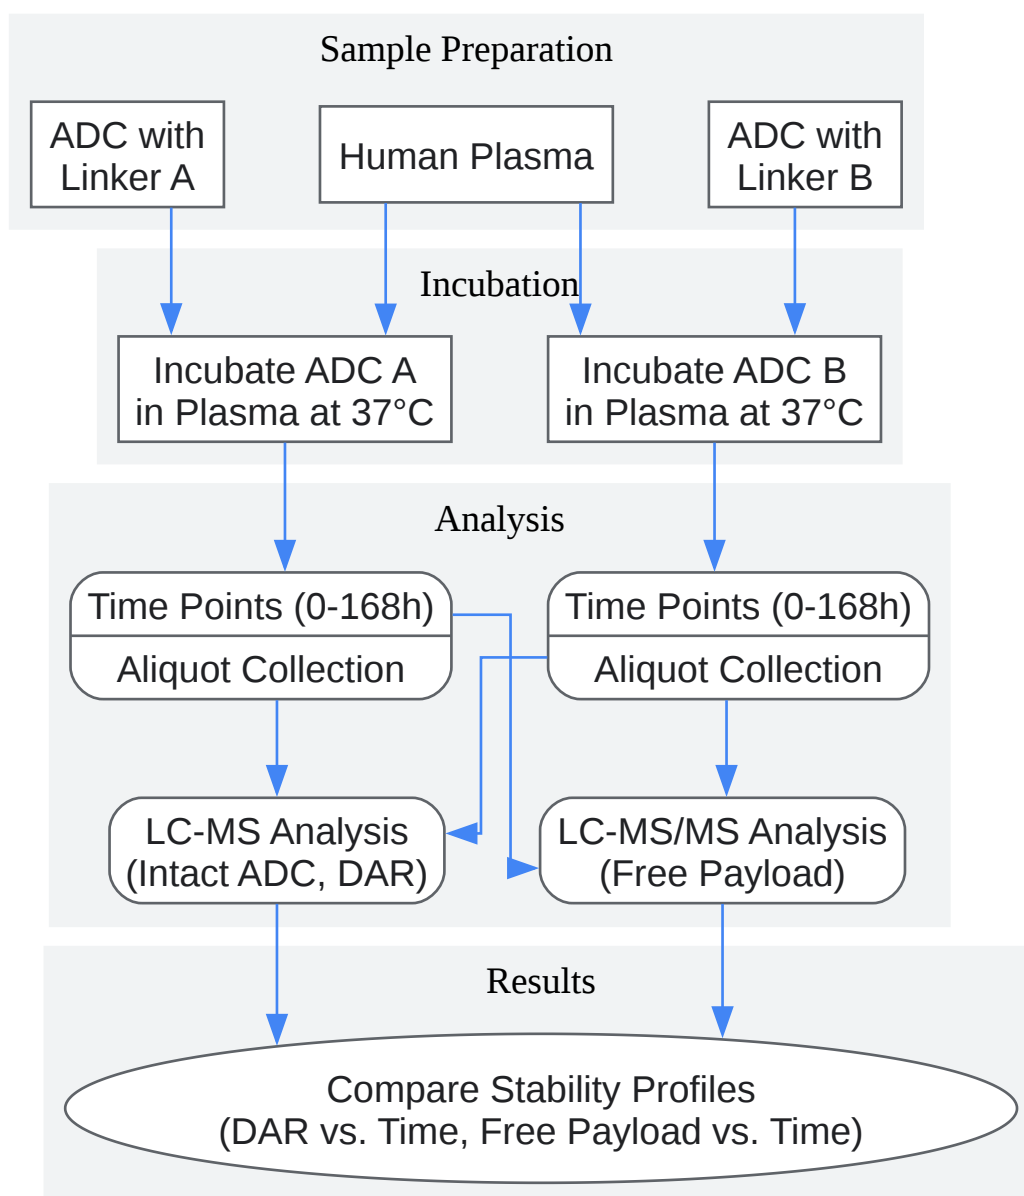 Sample Preparation
ADC with
Linker A
Human Plasma
ADC with
Linker B
Incubation
Incubate ADC A
in Plasma at 37°C
Incubate ADC B
in Plasma at 37°C
Analysis
Time Points (0-168h)
Aliquot Collection
Time Points (0-168h)
Aliquot Collection
LC-MS Analysis
(Intact ADC, DAR)
LC-MS/MS Analysis
(Free Payload)
Results
Compare Stability Profiles
(DAR vs. Time, Free Payload vs. Time)